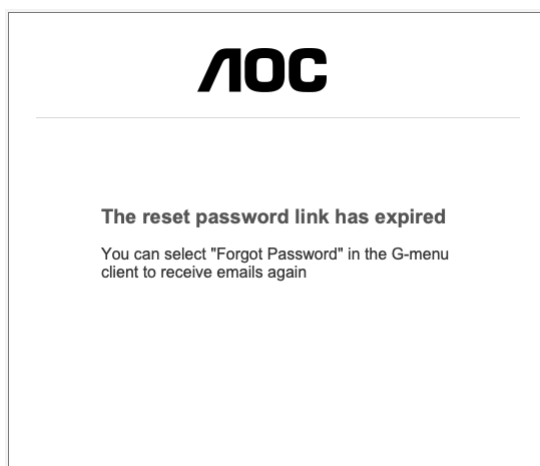 AOC
The reset password link has expired
You can select "Forgot Password" in the G-menu
client to receive emails again